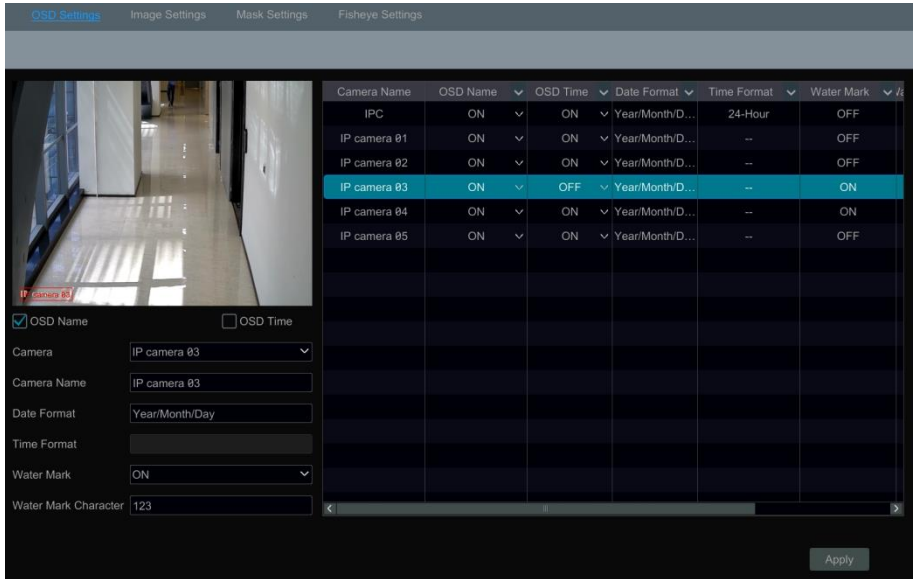 OSD Settings Image Settings Mask Settings Fisheye Settings
Camera Name OSD Name OSD Time Date Format Time Format Water Mark
IPC ON ON Year/Month/D... 24-Hour OFF
IP camera 01 ON ON Year/Month/D... -- OFF
IP camera 02 ON ON Year/Month/D... -- OFF
IP camera 03 ON OFF Year/Month/D... -- ON
IP camera 04 ON ON Year/Month/D... -- ON
IP camera 05 ON ON Year/Month/D... -- OFF
IP camera 03
OSD Name OSD Time
Camera IP camera 03
Camera Name IP camera 03
Date Format Year/Month/Day
Time Format
Water Mark ON
Water Mark Character 123
Apply